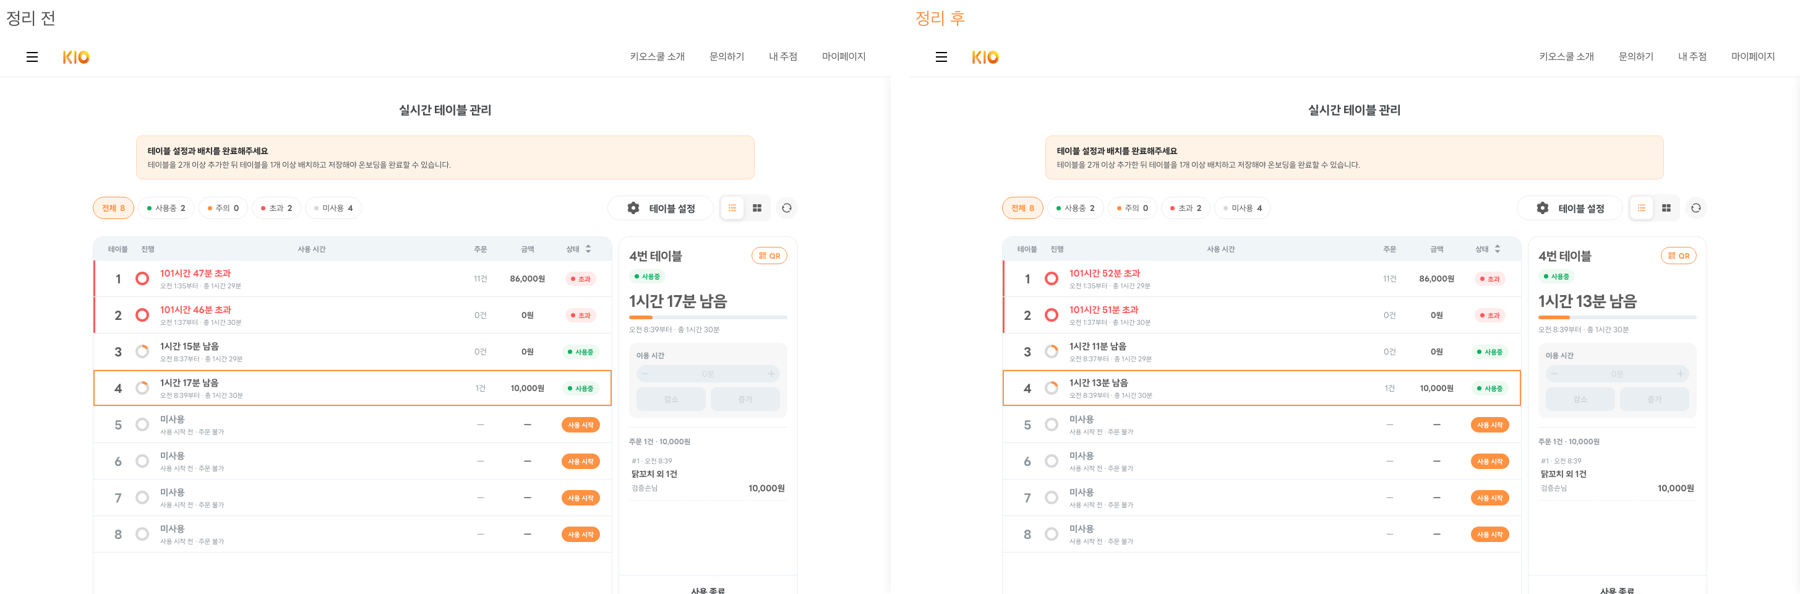 정리 전
KIO
키오스쿨 소개 문의하기 내 주점 마이페이지
실시간 테이블 관리
테이블 설정과 배치를 완료해주세요
테이블을 2개 이상 추가한 뒤 테이블을 1개 이상 배치하고 저장해야 온보딩을 완료할 수 있습니다.
전체 8 사용중 2 주의 0 초과 2 미사용 4
테이블 설정
테이블 진행 사용 시간 주문 금액 상태
1 101시간 47분 초과 11건 86,000원 초과
오전 1:35부터 · 총 1시간 29분
2 101시간 46분 초과 0건 0원 초과
오전 1:37부터 · 총 1시간 30분
3 1시간 15분 남음 0건 0원 사용중
오전 8:37부터 · 총 1시간 29분
4 1시간 17분 남음 1건 10,000원 사용중
오전 8:39부터 · 총 1시간 30분
5 미사용 — — 사용 시작
사용 시작 전 · 주문 불가
6 미사용 — — 사용 시작
사용 시작 전 · 주문 불가
7 미사용 — — 사용 시작
사용 시작 전 · 주문 불가
8 미사용 — — 사용 시작
사용 시작 전 · 주문 불가
4번 테이블 QR
사용중
1시간 17분 남음
오전 8:39부터 · 총 1시간 30분
이용 시간
− 0분 +
감소 증가
주문 1건 · 10,000원
#1 · 오전 8:39
닭꼬치 외 1건
검증손님 10,000원
사용 종료
정리 후
KIO
키오스쿨 소개 문의하기 내 주점 마이페이지
실시간 테이블 관리
테이블 설정과 배치를 완료해주세요
테이블을 2개 이상 추가한 뒤 테이블을 1개 이상 배치하고 저장해야 온보딩을 완료할 수 있습니다.
전체 8 사용중 2 주의 0 초과 2 미사용 4
테이블 설정
테이블 진행 사용 시간 주문 금액 상태
1 101시간 52분 초과 11건 86,000원 초과
오전 1:35부터 · 총 1시간 29분
2 101시간 51분 초과 0건 0원 초과
오전 1:37부터 · 총 1시간 30분
3 1시간 11분 남음 0건 0원 사용중
오전 8:37부터 · 총 1시간 29분
4 1시간 13분 남음 1건 10,000원 사용중
오전 8:39부터 · 총 1시간 30분
5 미사용 — — 사용 시작
사용 시작 전 · 주문 불가
6 미사용 — — 사용 시작
사용 시작 전 · 주문 불가
7 미사용 — — 사용 시작
사용 시작 전 · 주문 불가
8 미사용 — — 사용 시작
사용 시작 전 · 주문 불가
4번 테이블 QR
사용중
1시간 13분 남음
오전 8:39부터 · 총 1시간 30분
이용 시간
− 0분 +
감소 증가
주문 1건 · 10,000원
#1 · 오전 8:39
닭꼬치 외 1건
검증손님 10,000원
사용 종료